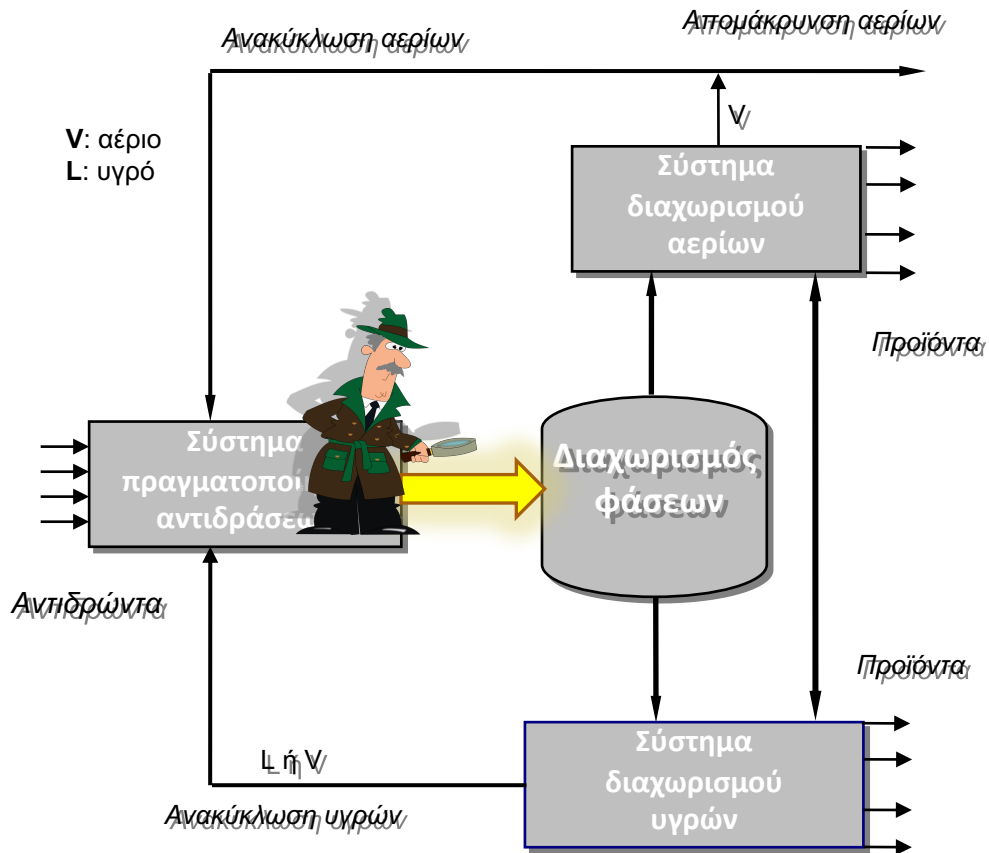 Ανακύκλωση αερίων
Απομάκρυνση αερίων
V: αέριο
L: υγρό
V
Σύστημα
διαχωρισμού
αερίων
Προϊόντα
Σύστημα
αντιδράσεω
Διαχωρισμός
φάσεων
Αντιδρώντα
Προϊόντα
L ή V
Ανακύκλωση υγρών
Σύστημα
διαχωρισμού
υγρών